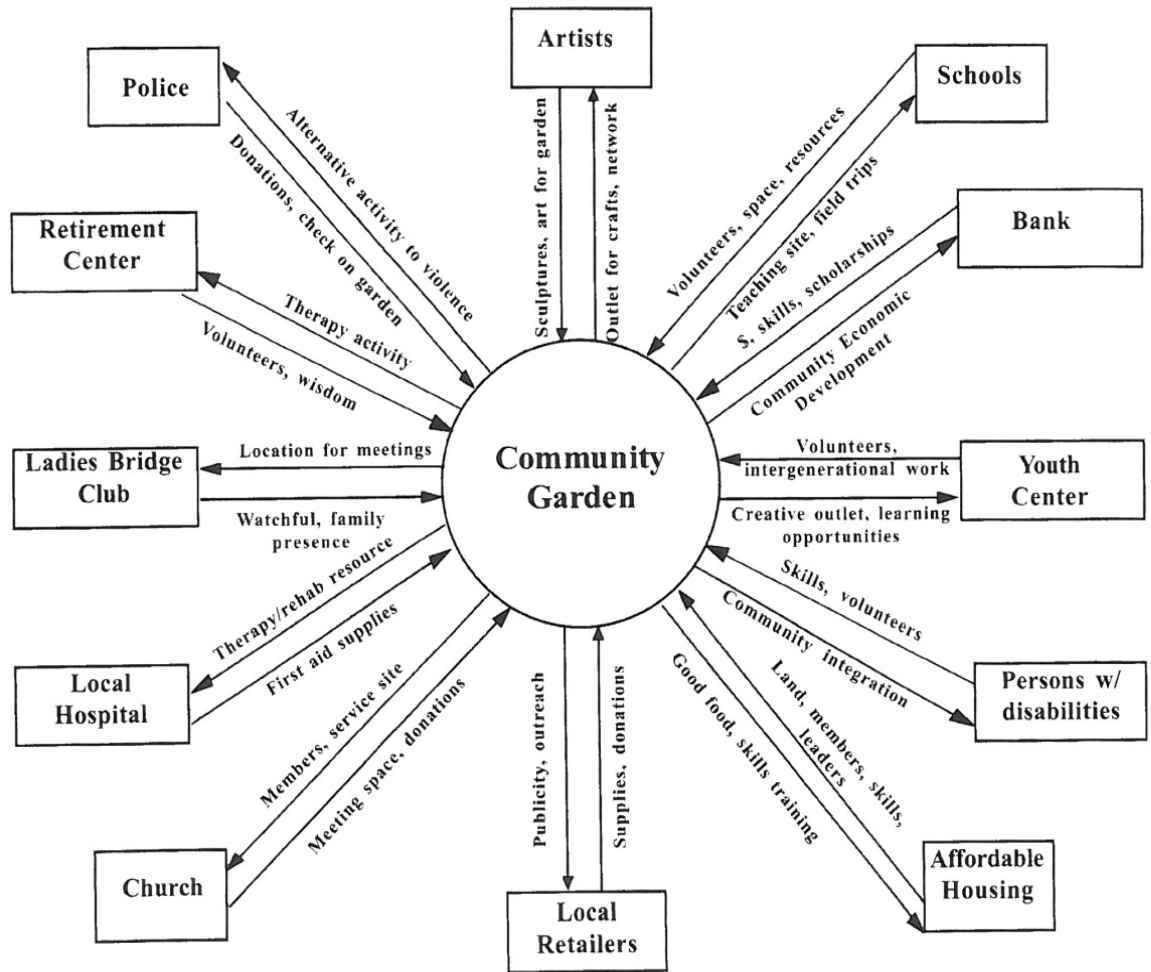 Artists
Police
Schools
Alternative activity to violence
Donations, check on garden
Sculptures, art for garden
Outlet for crafts, network
Volunteers, space, resources
Teaching site, field trips
Bank
$, skills, scholarships
Community Economic
Development
Retirement
Center
Therapy activity
Volunteers, wisdom
Ladies Bridge
Club
Location for meetings
Watchful, family
presence
Community
Garden
Volunteers,
intergenerational work
Creative outlet, learning
opportunities
Youth
Center
Therapy/rehab resource
First aid supplies
Local
Hospital
Skills, volunteers
Community integration
Persons w/
disabilities
Members, service site
Meeting space, donations
Church
Publicity, outreach
Supplies, donations
Local
Retailers
Land, members, skills,
leaders
Good food, skills training
Affordable
Housing